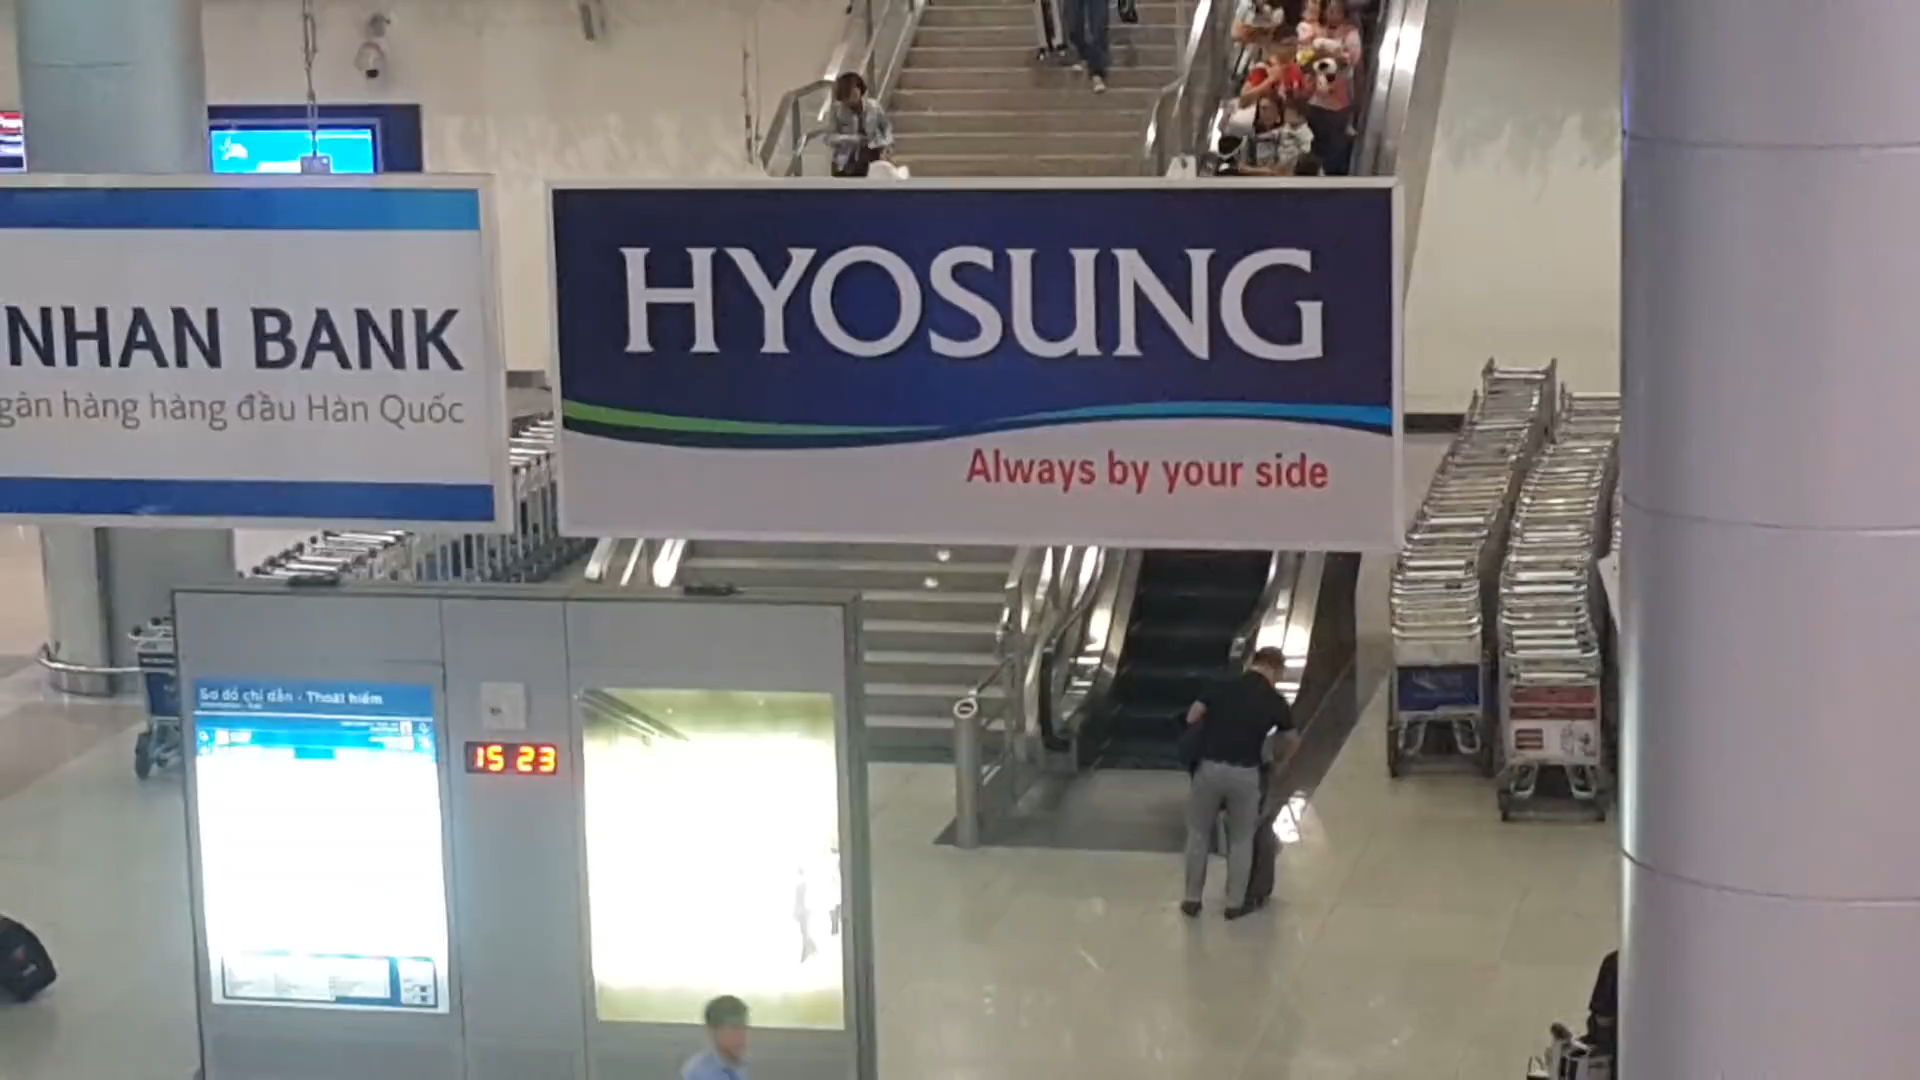 NHAN BANK
gân hàng hàng đầu Hàn Quốc
HYOSUNG
Always by your side
Sơ đồ chỉ dẫn - Thoát hiểm
15 23